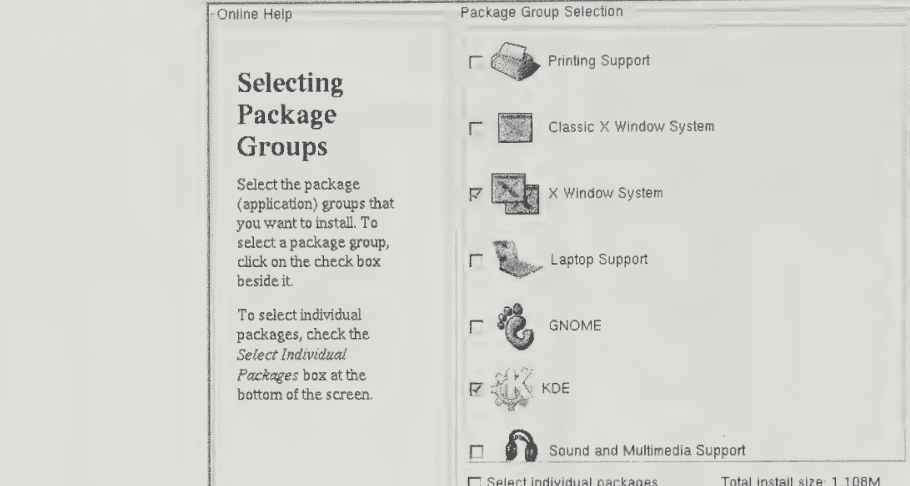 Online Help
Selecting
Package
Groups
Select the package
(application) groups that
you want to install. To
select a package group,
click on the check box
beside it.
To select individual
packages, check the
Select Individual
Packages box at the
bottom of the screen.
Package Group Selection
Printing Support
Classic X Window System
X Window System
Laptop Support
GNOME
KDE
Sound and Multimedia Support
Select individual packages
Total install size: 1,108M